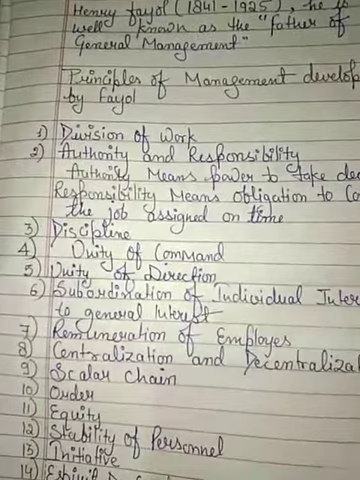 Henry fayol (1841-1925), he is
well known as the "father of
General Management"
Principles of Management develop
by fayol
1) Division of Work
2) Authority and Responsibility
Authority Means power to take dec
Responsibility Means obligation to Co
the job assigned on time
3) Discipline
4) Unity of Command
5) Unity of Direction
6) Subordination of Individual Inter
to general Interest
7) Remuneration of Employes
8) Centralization and Decentraliza
9) Scalar Chain
10) Order
11) Equity
12) Stability of Personnel
13) Initiative
14)